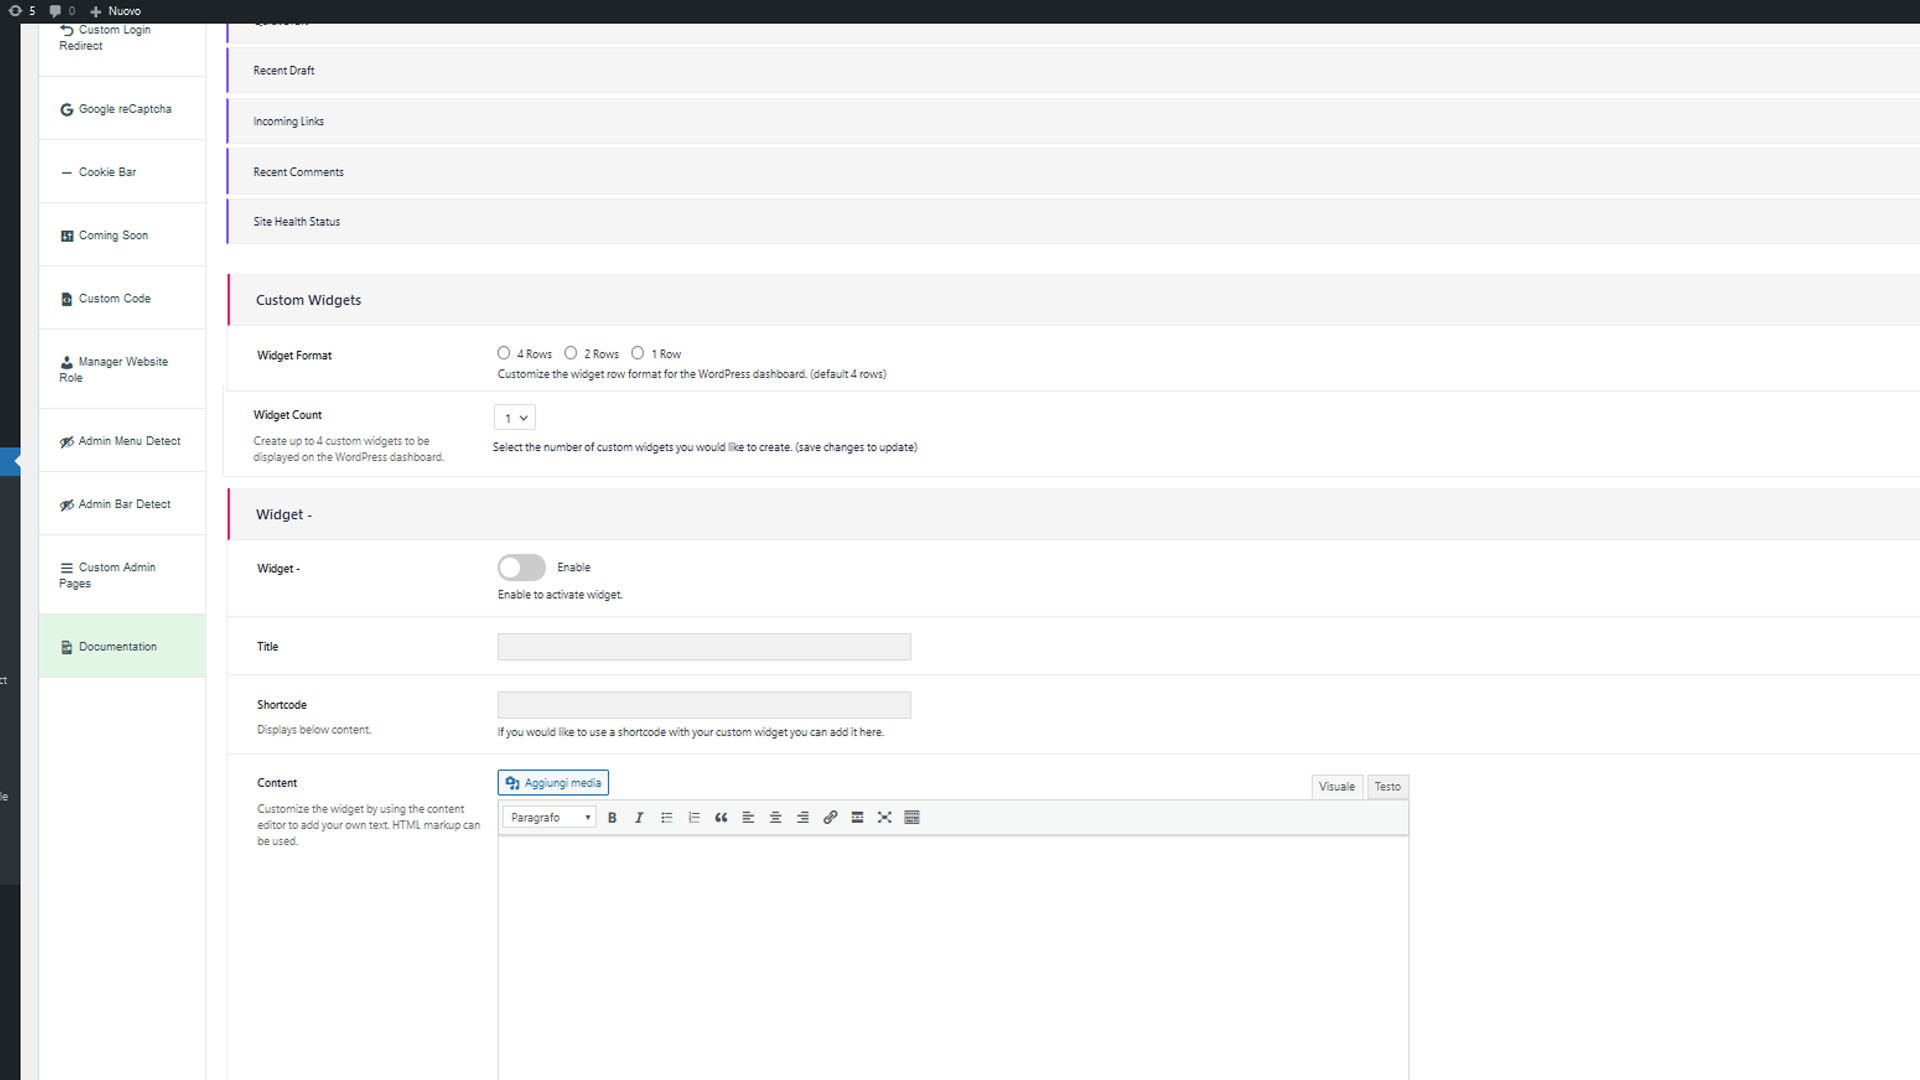 5 0 Nuovo
Custom Login
Redirect
Google reCaptcha
Cookie Bar
Coming Soon
Custom Code
Manager Website
Role
Admin Menu Detect
Admin Bar Detect
Custom Admin
Pages
Documentation
ct
le
Recent Draft
Incoming Links
Recent Comments
Site Health Status
Custom Widgets
Widget Format
4 Rows 2 Rows 1 Row
Customize the widget row format for the WordPress dashboard. (default 4 rows)
Widget Count
Create up to 4 custom widgets to be
displayed on the WordPress dashboard.
1
Select the number of custom widgets you would like to create. (save changes to update)
Widget -
Widget -
Enable
Enable to activate widget.
Title
Shortcode
Displays below content.
If you would like to use a shortcode with your custom widget you can add it here.
Content
Customize the widget by using the content
editor to add your own text. HTML markup can
be used.
Aggiungi media
Visuale Testo
Paragrafo B I